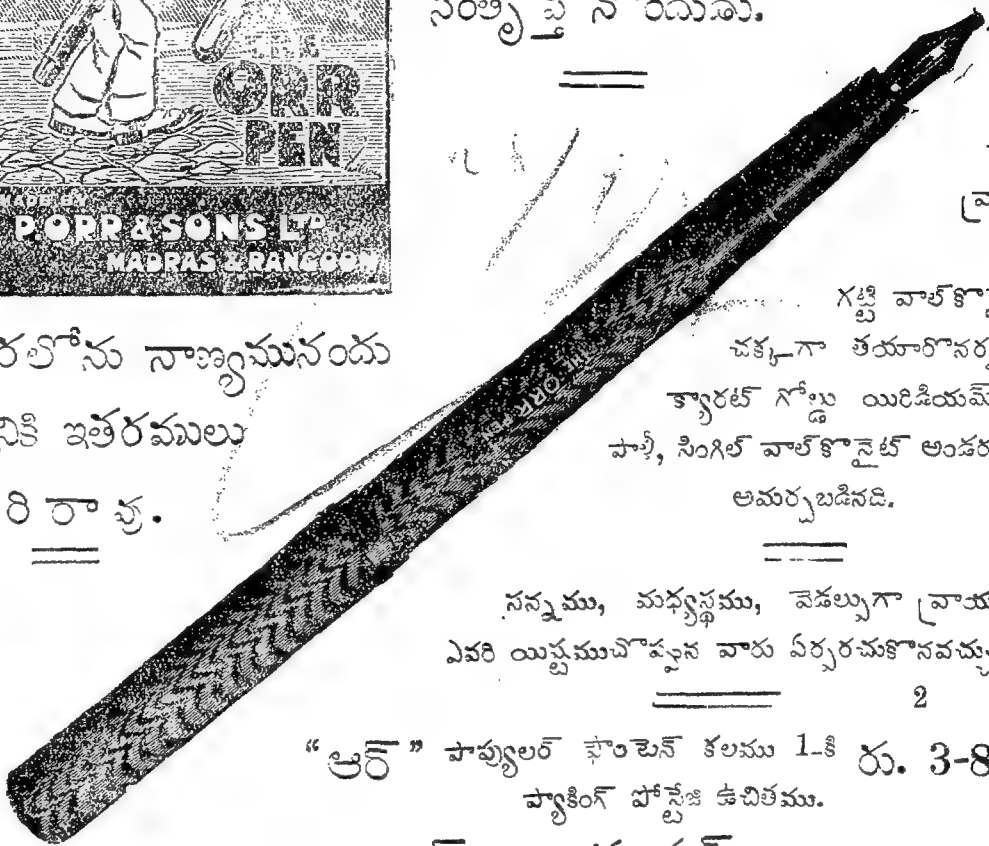 THE
ORR
PEN
MADE BY
P. ORR & SONS LTD
MADRAS & RANGOON
రలోను నాణ్యమునందు
నికి ఇతరములు
రి రావు.
THE ORR PEN
గట్టి
చక్కగా తయారొనర్చ
క్యారట్ గోల్డు యిరిడియమ్
పాళీ, సింగిల్ వాల్‌కొనైట్ అండర
అమర్పబడినది.
సన్నము, మధ్యస్థము, వెడల్పుగా వ్రాయ
ఎవరి యిష్టముచొప్పున వారు ఏర్పరచుకొనవచ్చు
2
“ఆర్” పాప్యులర్ ఫౌంటెన్ కలము 1-కి రు. 3-8
ప్యాకింగ్ పోస్టేజి ఉచితము.